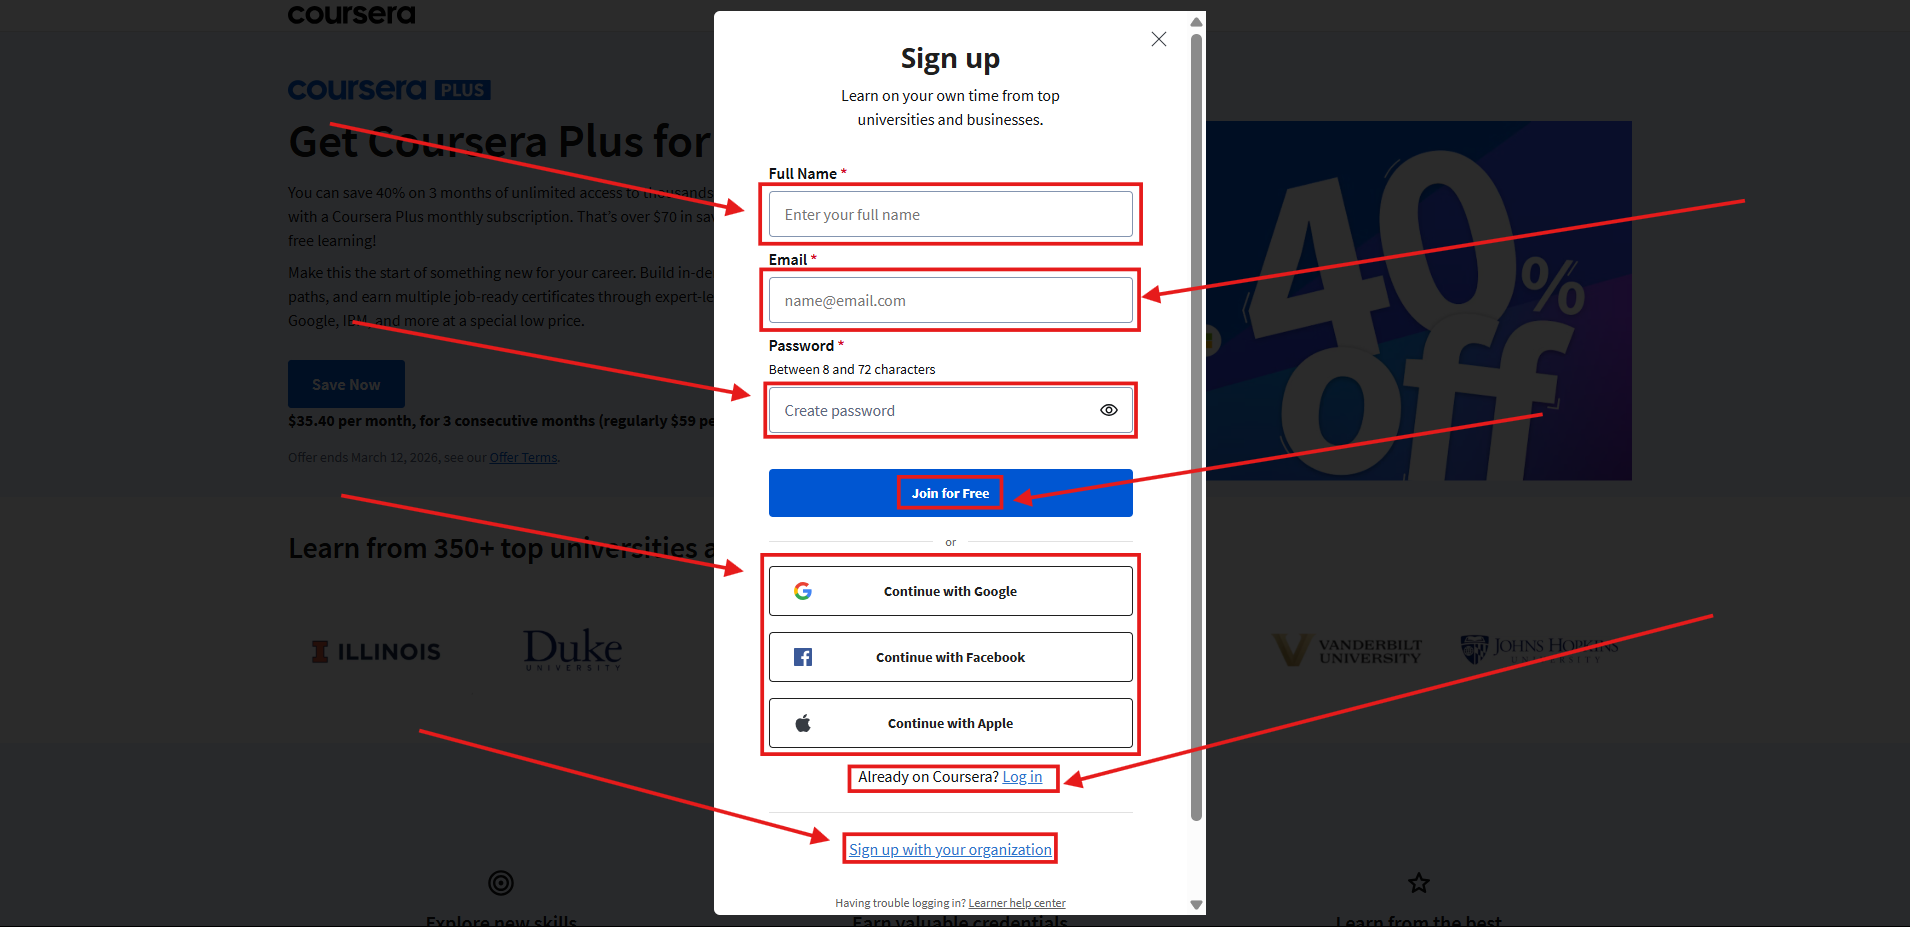 coursera
coursera PLUS
Get Coursera Plus for
You can save 40% on 3 months of unlimited access to thousands
with a Coursera Plus monthly subscription. That's over $70 in sav
free learning!
Make this the start of something new for your career. Build in-de
paths, and earn multiple job-ready certificates through expert-le
Google, IBM, and more at a special low price.
Save Now
$35.40 per month, for 3 consecutive months (regularly $59 pe
Offer ends March 12, 2026, see our Offer Terms.
40%
off
Learn from 350+ top universities a
ILLINOIS
Duke
UNIVERSITY
VANDERBILT
UNIVERSITY
JOHNS HOPKINS
UNIVERSITY
Explore new skills
Earn valuable credentials
Learn from the best
Sign up
Learn on your own time from top
universities and businesses.
Full Name *
Enter your full name
Email *
name@email.com
Password *
Between 8 and 72 characters
Create password
Join for Free
or
Continue with Google
Continue with Facebook
Continue with Apple
Already on Coursera? Log in
Sign up with your organization
Having trouble logging in? Learner help center